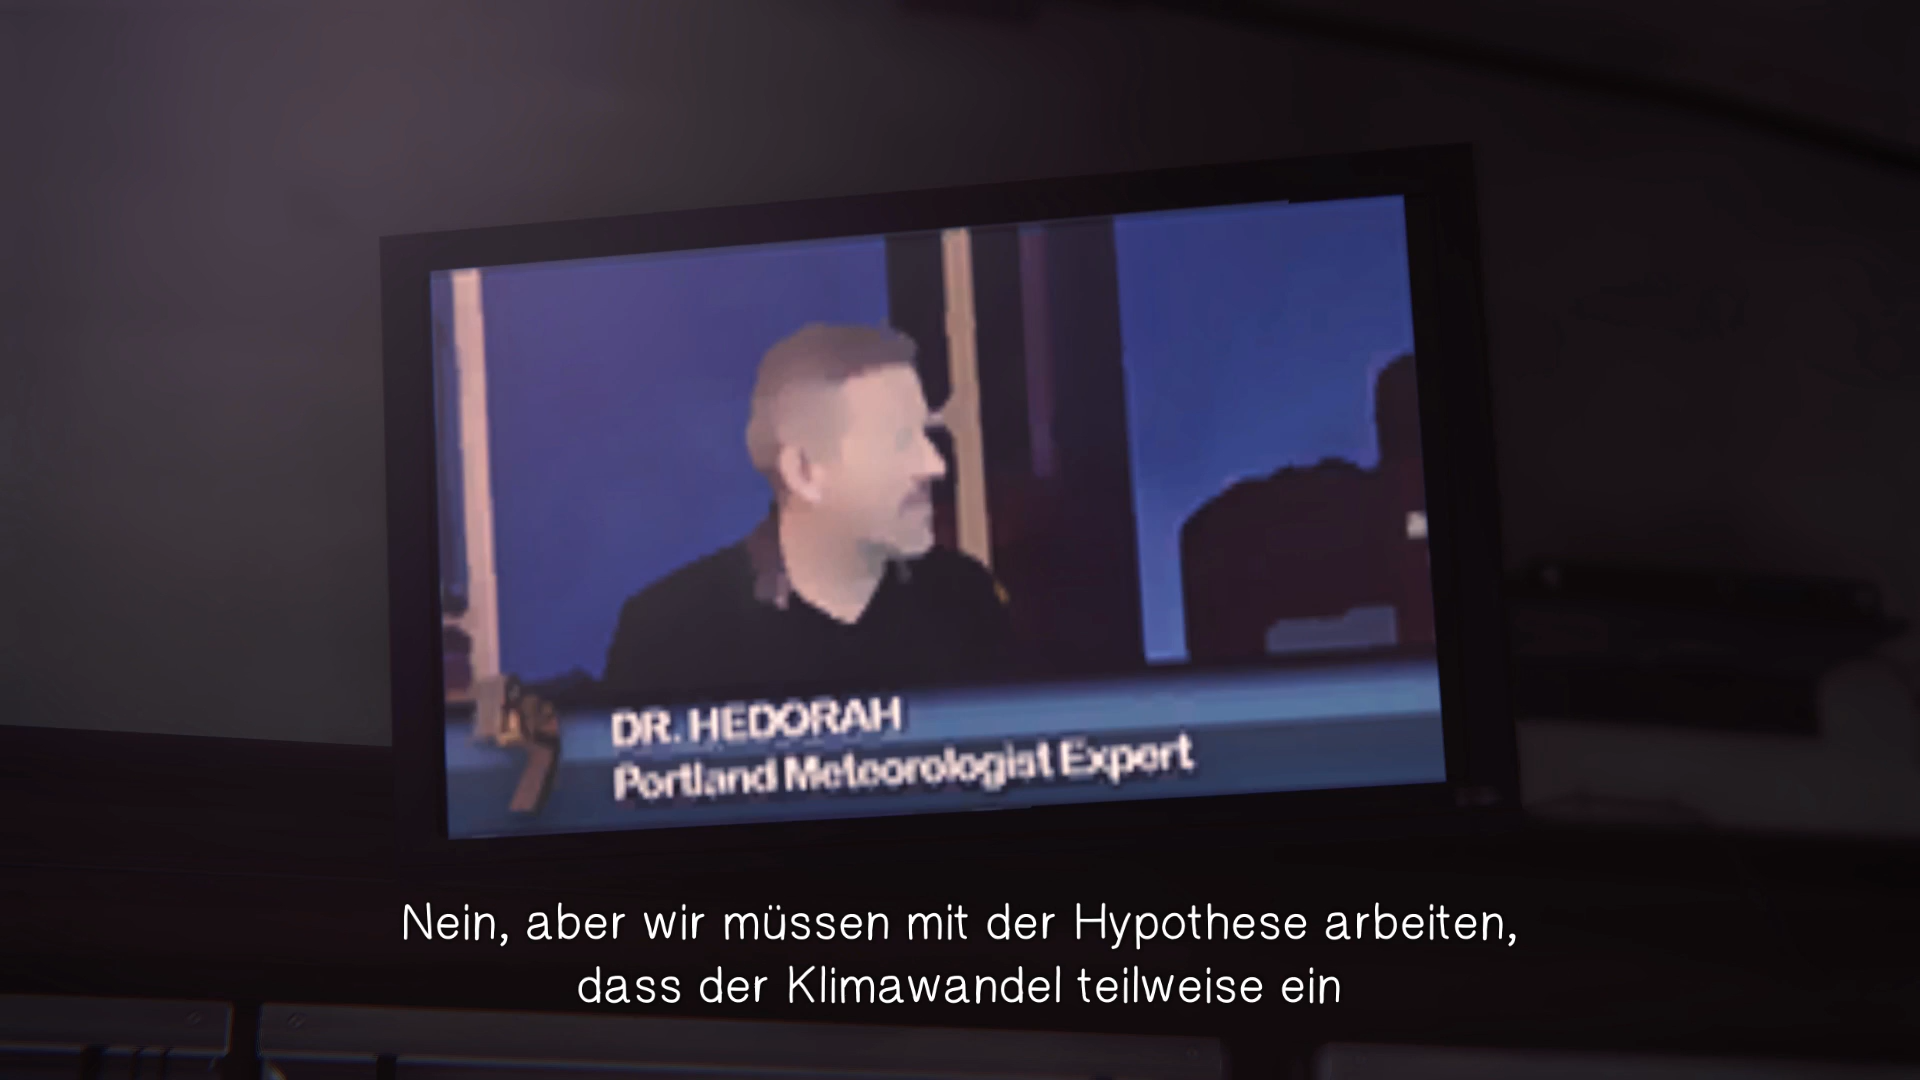 DR. HEDORAH
Portland Meteorologist Expert
Nein, aber wir müssen mit der Hypothese arbeiten,
dass der Klimawandel teilweise ein